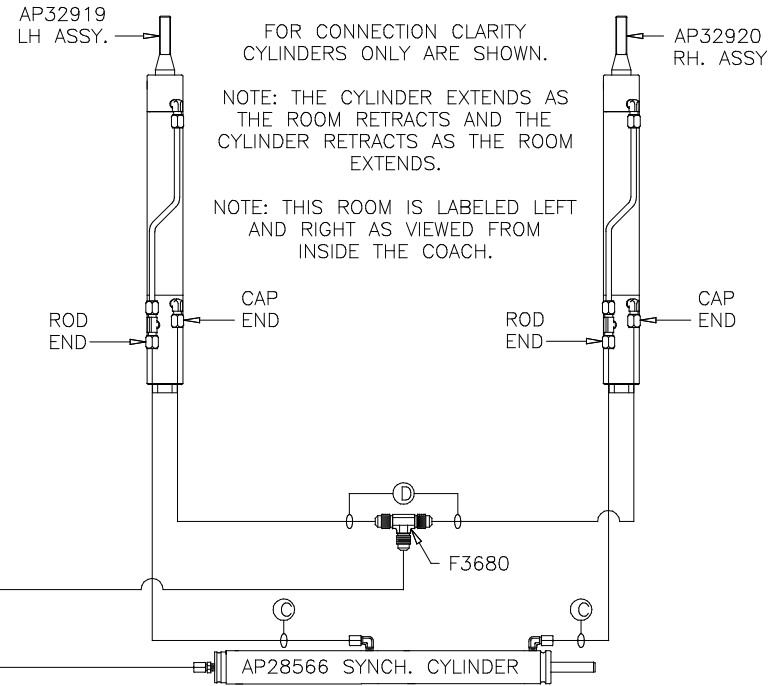 AP32919
LH ASSY.
FOR CONNECTION CLARITY
CYLINDERS ONLY ARE SHOWN.
AP32920
RH. ASSY
NOTE: THE CYLINDER EXTENDS AS
THE ROOM RETRACTS AND THE
CYLINDER RETRACTS AS THE ROOM
EXTENDS.
NOTE: THIS ROOM IS LABELED LEFT
AND RIGHT AS VIEWED FROM
INSIDE THE COACH.
ROD
END
CAP
END
ROD
END
CAP
END
D
F3680
C
C
AP28566 SYNCH. CYLINDER